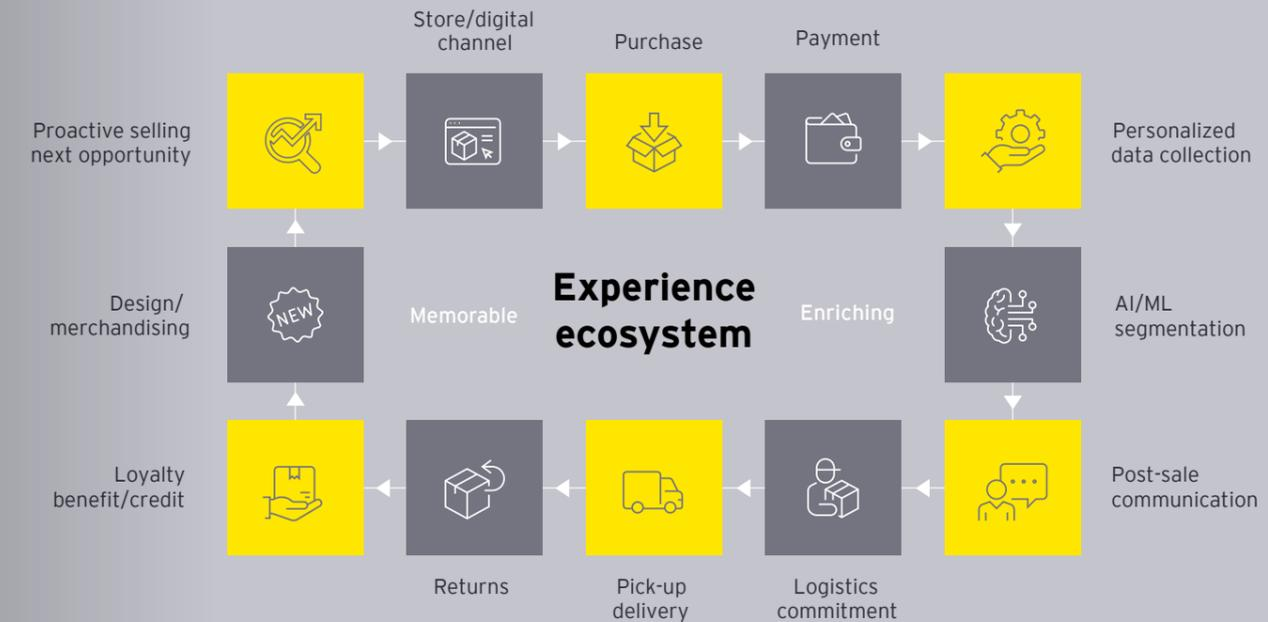 Store/digital
channel
Purchase
Payment
Proactive selling
next opportunity
Personalized
data collection
Design/
merchandising
NEW
Memorable
Experience
ecosystem
Enriching
AI/ML
segmentation
Loyalty
benefit/credit
Post-sale
communication
Returns
Pick-up
delivery
Logistics
commitment